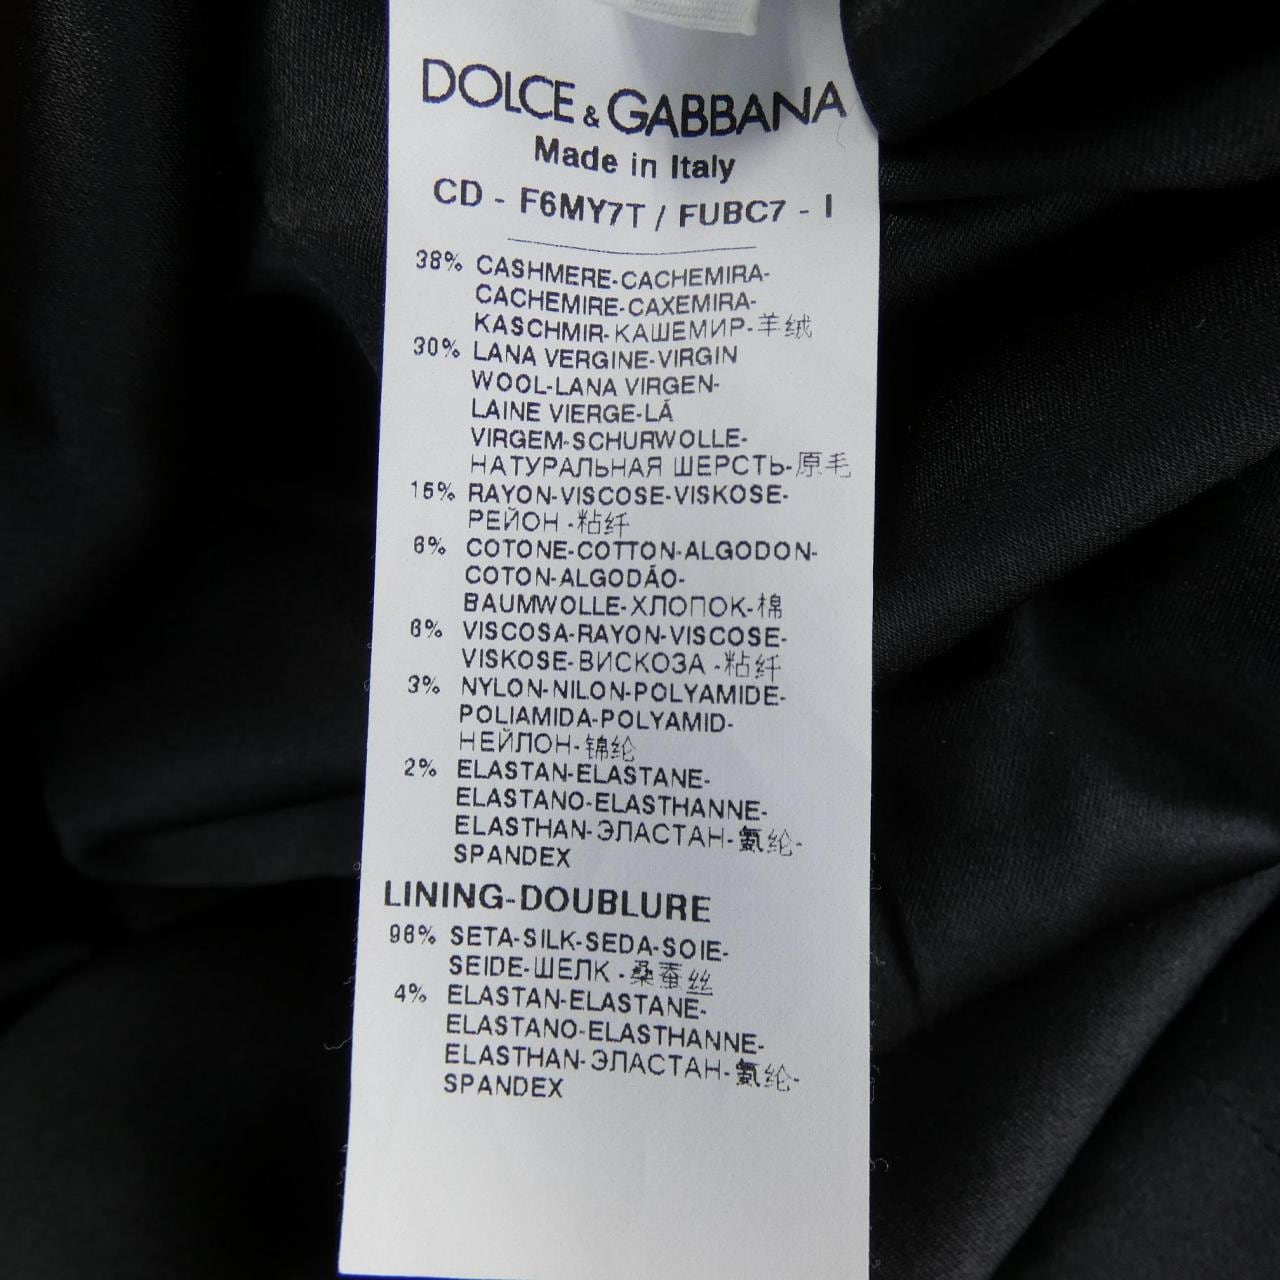 DOLCE & GABBANA
Made in Italy
CD - F6MY7T / FUBC7 - I
38% CASHMERE-CACHEMIRA-
CACHEMIRE-CAXEMIRA-
KASCHMIR-КАШЕМИР-羊绒
30% LANA VERGINE-VIRGIN
WOOL-LANA VIRGEN-
LAINE VIERGE-LÃ
VIRGEM-SCHURWOLLE-
НАТУРАЛЬНАЯ ШЕРСТЬ-原毛
15% RAYON-VISCOSE-VISKOSE-
РЕЙОН -粘纤
6% COTONE-COTTON-ALGODON-
COTON-ALGODÃO-
BAUMWOLLE-ХЛОПОК-棉
6% VISCOSA-RAYON-VISCOSE-
VISKOSE-ВИСКОЗА -粘纤
3% NYLON-NILON-POLYAMIDE-
POLIAMIDA-POLYAMID-
НЕЙЛОН-锦纶
2% ELASTAN-ELASTANE-
ELASTANO-ELASTHANNE-
ELASTHAN-ЭЛАСТАН-氨纶-
SPANDEX
LINING-DOUBLURE
96% SETA-SILK-SEDA-SOIE-
SEIDE-ШЕЛК -桑蚕丝
4% ELASTAN-ELASTANE-
ELASTANO-ELASTHANNE-
ELASTHAN-ЭЛАСТАН-氨纶-
SPANDEX